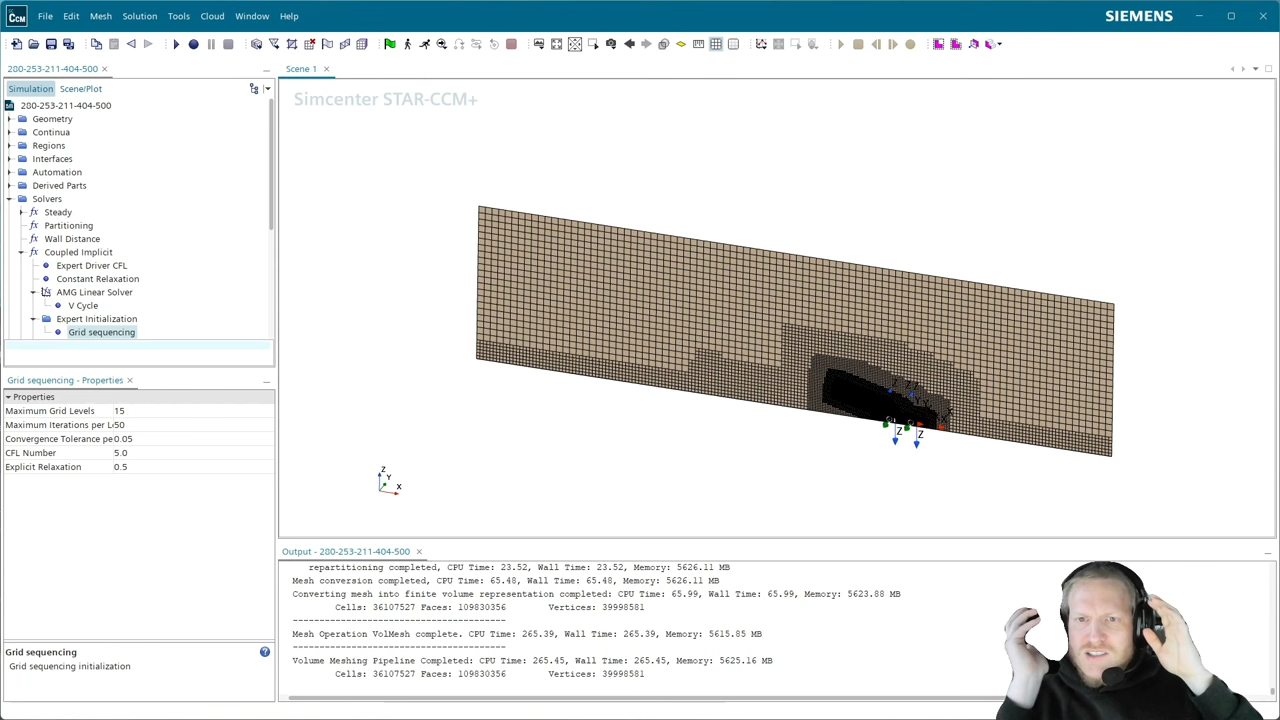 CCM File Edit Mesh Solution Tools Cloud Window Help SIEMENS
280-253-211-404-500
Scene 1
Simulation Scene/Plot
280-253-211-404-500
Geometry
Continua
Regions
Interfaces
Automation
Derived Parts
Solvers
fx Steady
fx Partitioning
fx Wall Distance
fx Coupled Implicit
Expert Driver CFL
Constant Relaxation
fx AMG Linear Solver
V Cycle
Expert Initialization
Grid sequencing
Grid sequencing - Properties
Properties
Maximum Grid Levels 15
Maximum Iterations per L 50
Convergence Tolerance pe 0.05
CFL Number 5.0
Explicit Relaxation 0.5
Grid sequencing
Grid sequencing initialization
Simcenter STAR-CCM+
Z
Z
Z
Y
X
Output - 280-253-211-404-500
repartitioning completed, CPU Time: 23.52, Wall Time: 23.52, Memory: 5626.11 MB
Mesh conversion completed, CPU Time: 65.48, Wall Time: 65.48, Memory: 5626.11 MB
Converting mesh into finite volume representation completed: CPU Time: 65.99, Wall Time: 65.99, Memory: 5623.88 MB
Cells: 36107527 Faces: 109830356 Vertices: 39998581
---------------------------------------
Mesh Operation VolMesh complete. CPU Time: 265.39, Wall Time: 265.39, Memory: 5615.85 MB
---------------------------------------
Volume Meshing Pipeline Completed: CPU Time: 265.45, Wall Time: 265.45, Memory: 5625.16 MB
Cells: 36107527 Faces: 109830356 Vertices: 39998581